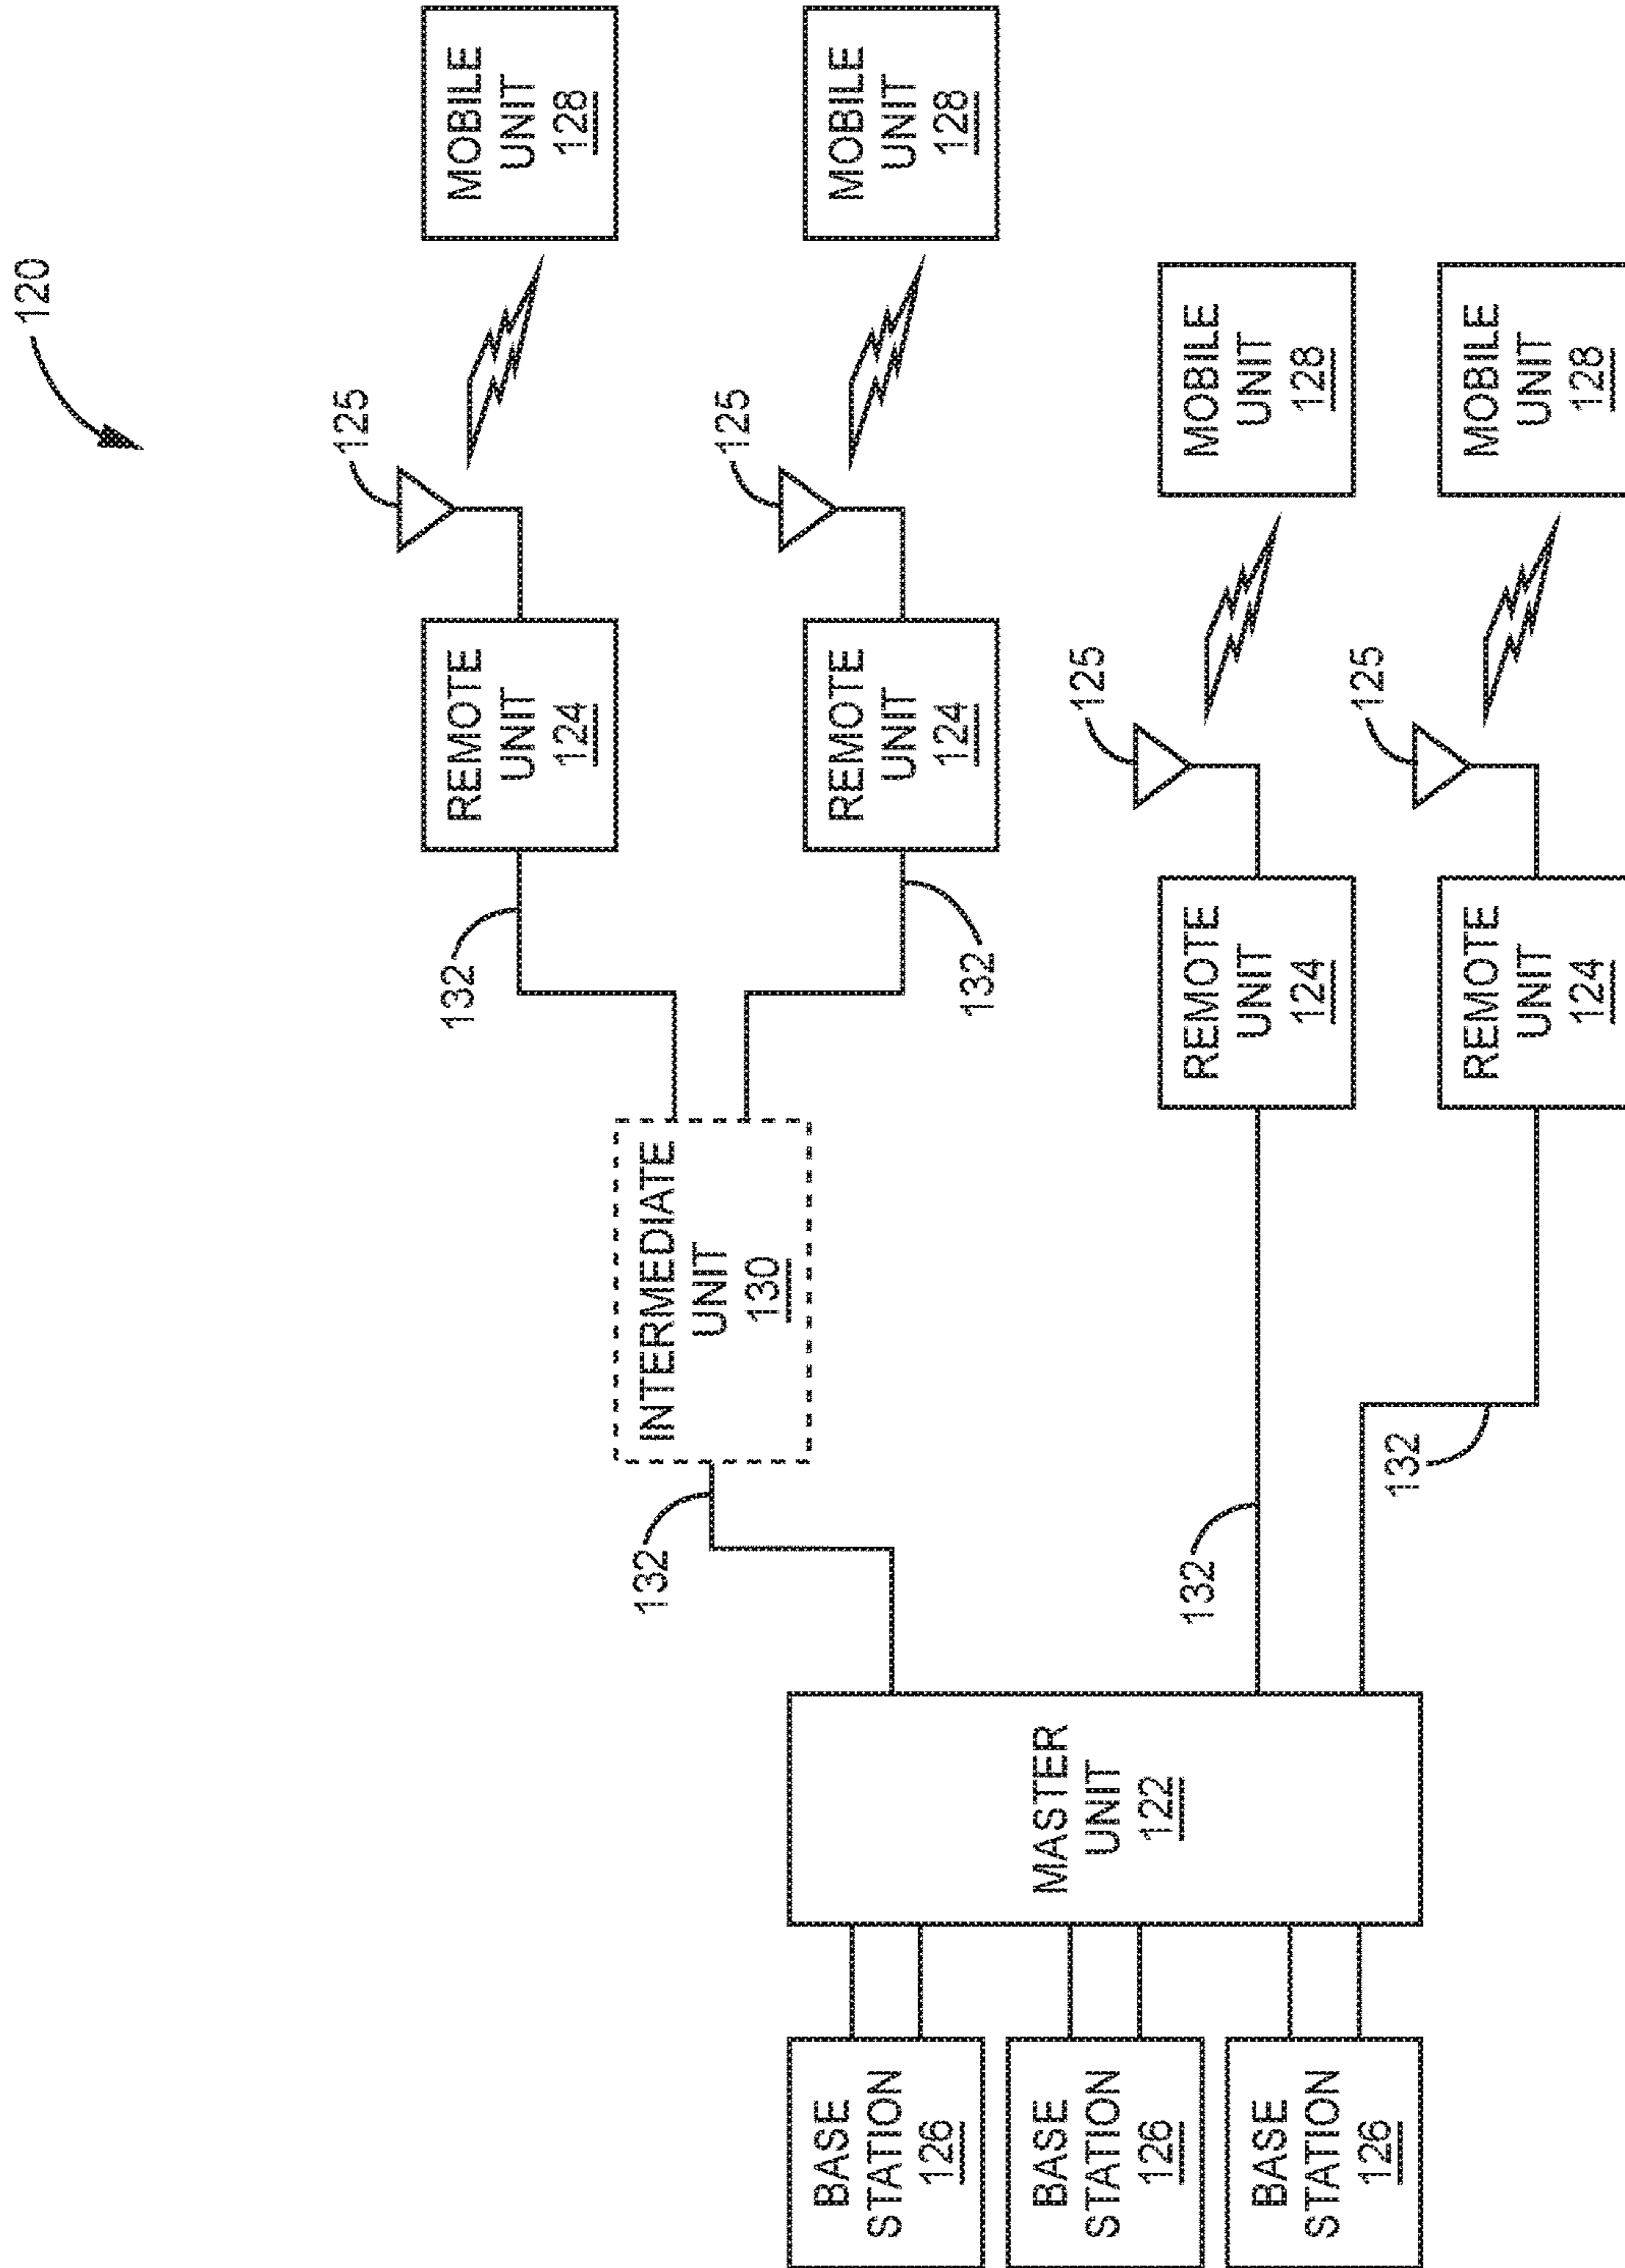 120
125
MOBILE
UNIT
128
REMOTE
UNIT
124
132
125
MOBILE
UNIT
128
REMOTE
UNIT
124
132
INTERMEDIATE
UNIT
130
132
125
MOBILE
UNIT
128
REMOTE
UNIT
124
132
125
MOBILE
UNIT
128
REMOTE
UNIT
124
132
MASTER
UNIT
122
BASE
STATION
126
BASE
STATION
126
BASE
STATION
126